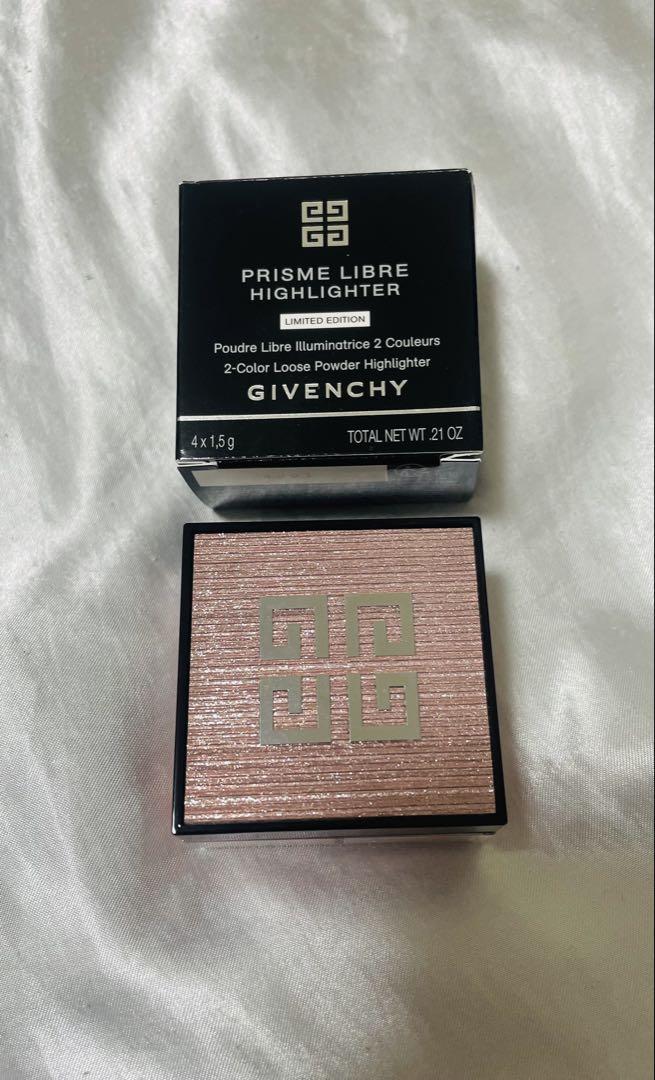 PRISME LIBRE
HIGHLIGHTER
LIMITED EDITION
Poudre Libre Illuminatrice 2 Couleurs
2-Color Loose Powder Highlighter
GIVENCHY
4 x 1,5 g TOTAL NET WT .21 OZ